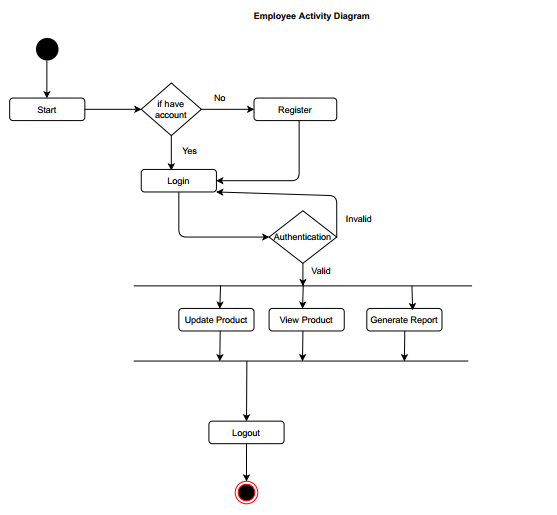 Employee Activity Diagram
Start
if have
account
No
Register
Yes
Login
Invalid
Authentication
Valid
Update Product
View Product
Generate Report
Logout